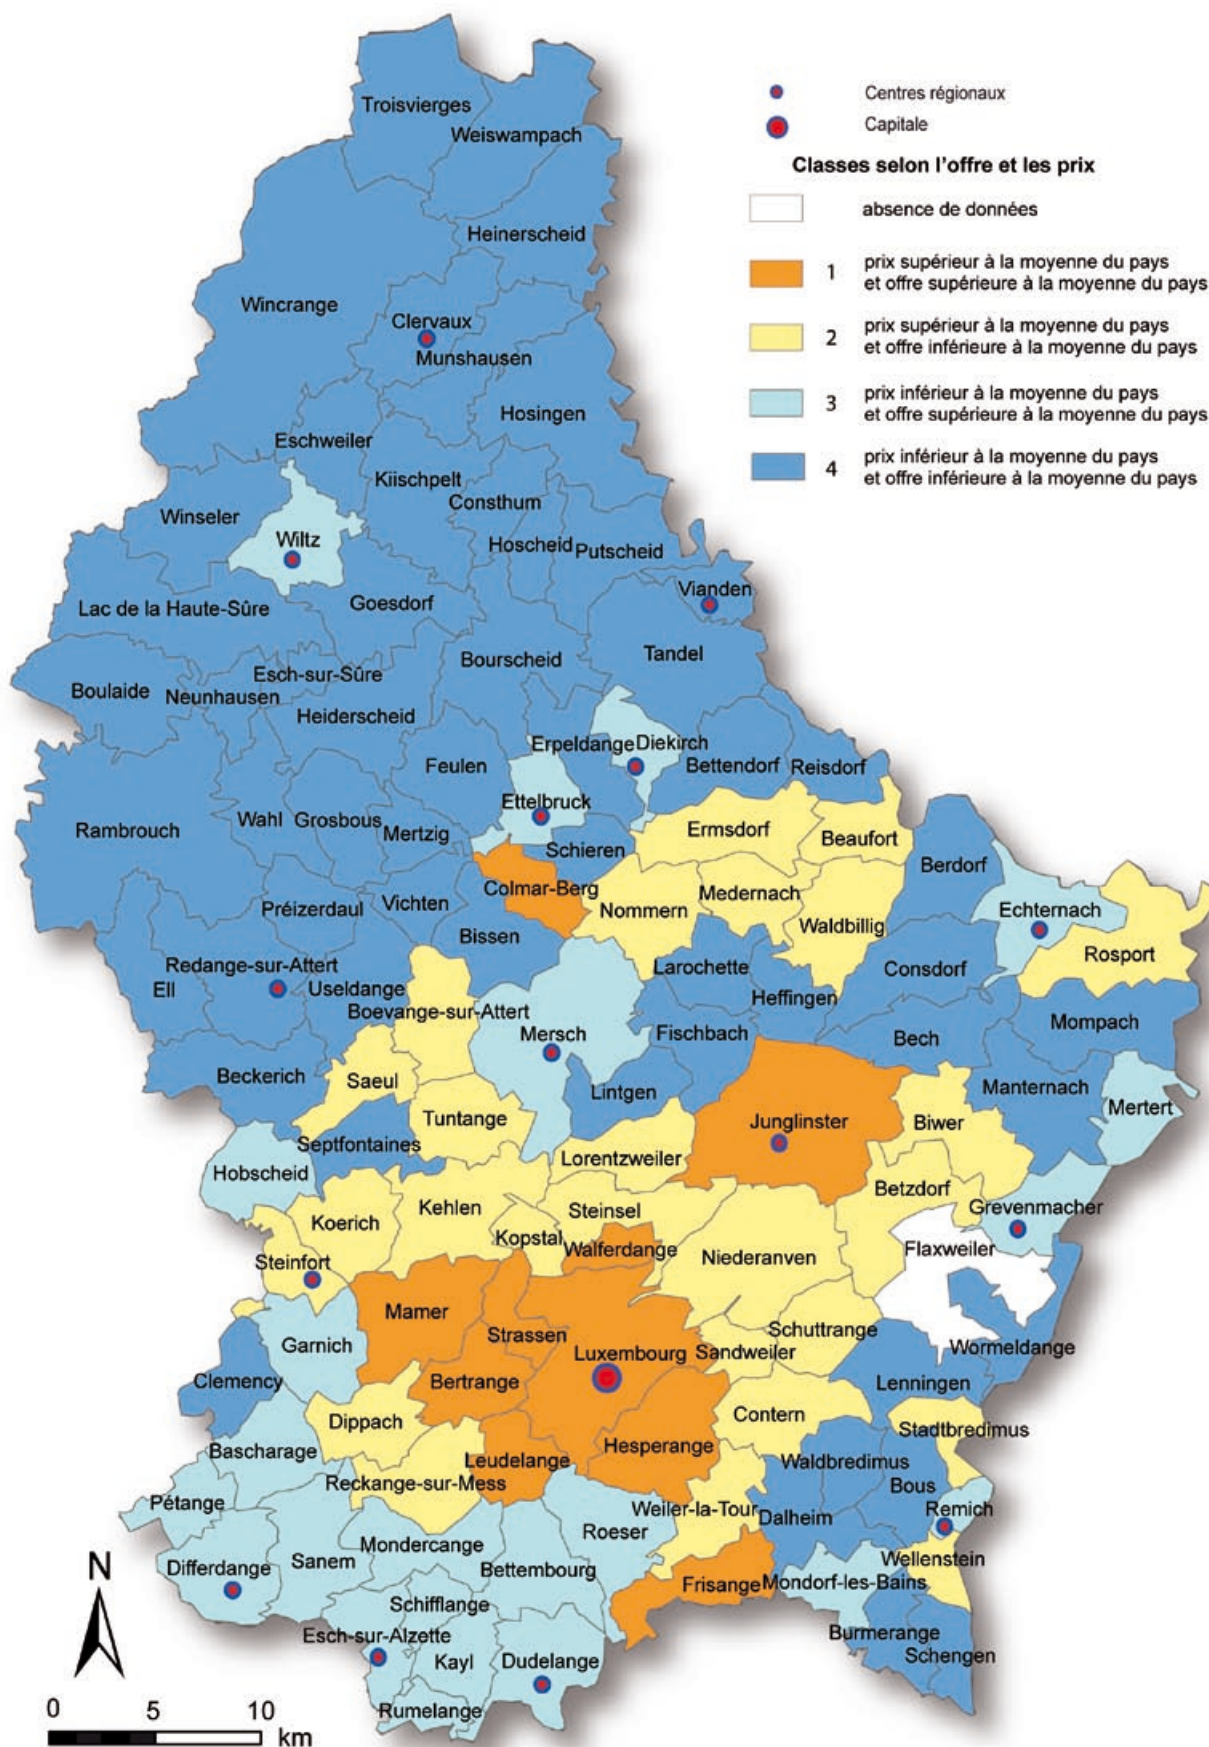 Troisvierges
Weiswampach
Heinerscheid
Wincrange
Clervaux
Munshausen
Hosingen
Eschweiler
Kiischpelt
Consthum
Winseler
Wiltz
Hoscheid
Putscheid
Vianden
Lac de la Haute-Sûre
Goesdorf
Bourscheid
Tandel
Boulaide
Neunhausen
Esch-sur-Sûre
Heiderscheid
Feulen
Erpeldange
Diekirch
Bettendorf
Reisdorf
Ettelbruck
Rambrouch
Wahl
Grosbous
Mertzig
Schieren
Ermsdorf
Beaufort
Berdorf
Colmar-Berg
Préizerdaul
Vichten
Nommern
Medernach
Waldbillig
Echternach
Rosport
Bissen
Redange-sur-Attert
Ell
Useldange
Boevange-sur-Attert
Larochette
Heffingen
Consdorf
Mersch
Fischbach
Bech
Mompach
Beckerich
Saeul
Lintgen
Manternach
Mertert
Tuntange
Septfontaines
Junglinster
Biwer
Hobscheid
Lorentzweiler
Betzdorf
Grevenmacher
Koerich
Kehlen
Steinsel
Kopstal
Walferdange
Niederanven
Flaxweiler
Steinfort
Mamer
Strassen
Luxembourg
Schuttrange
Sandweiler
Garnich
Wormeldange
Clemency
Bertrange
Lenningen
Dippach
Contern
Stadtbredimus
Bascharage
Leudelange
Hesperange
Reckange-sur-Mess
Waldbredimus
Bous
Pétange
Weiler-la-Tour
Dalheim
Remich
Roeser
Mondercange
Differdange
Sanem
Bettembourg
Frisange
Mondorf-les-Bains
Wellenstein
Schifflange
Esch-sur-Alzette
Kayl
Dudelange
Burmerange
Schengen
Rumelange
Centres régionaux
Capitale
Classes selon l'offre et les prix
absence de données
1 prix supérieur à la moyenne du pays
et offre supérieure à la moyenne du pays
2 prix supérieur à la moyenne du pays
et offre inférieure à la moyenne du pays
3 prix inférieur à la moyenne du pays
et offre supérieure à la moyenne du pays
4 prix inférieur à la moyenne du pays
et offre inférieure à la moyenne du pays
N
0 5 10
km